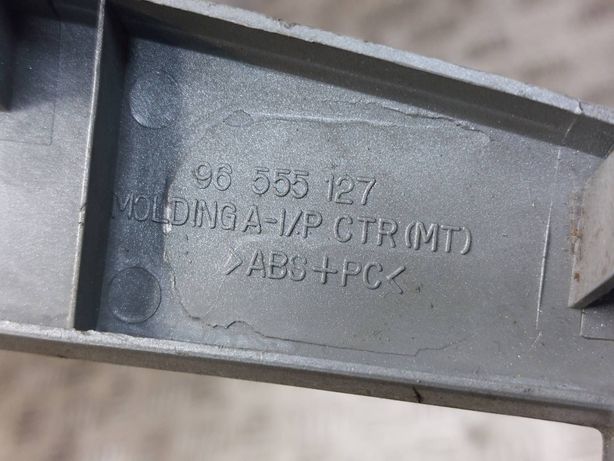 96 555 127
MOLDING A-I/P CTR(MT)
>ABS+PC<